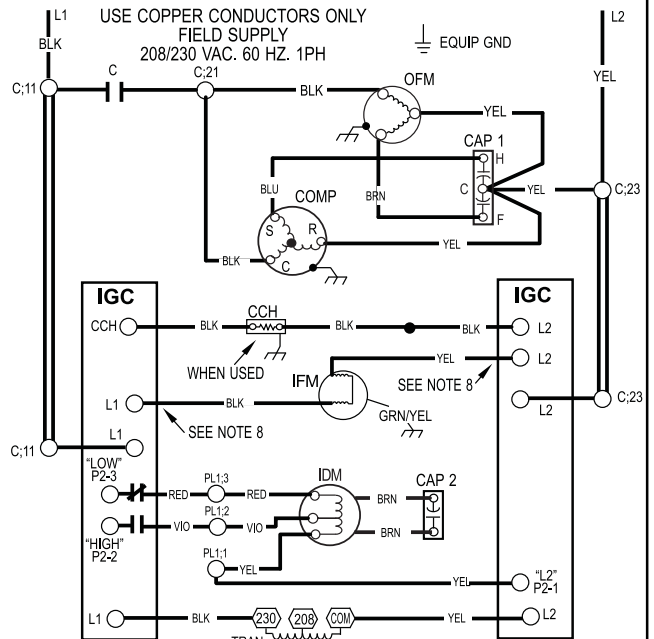 L1
USE COPPER CONDUCTORS ONLY
L2
FIELD SUPPLY
BLK
208/230 VAC. 60 HZ. 1PH
EQUIP GND
YEL
C
C;21
OFM
C;11
BLK
YEL
CAP 1
H
BLU
COMP
BRN
C
YEL
C;23
S
R
F
YEL
BLK
C
IGC
IGC
CCH
CCH
BLK
BLK
BLK
L2
WHEN USED
YEL
L2
IFM
SEE NOTE 8
L1
BLK
L2
C;23
SEE NOTE 8
GRN/YEL
L1
C;11
"LOW"
P2-3
RED
PL1;3
RED
IDM
BRN
CAP 2
"HIGH"
P2-2
VIO
PL1;2
VIO
BRN
PL1;1
YEL
YEL
"L2"
P2-1
L1
BLK
230
208
COM
YEL
L2
TRAN